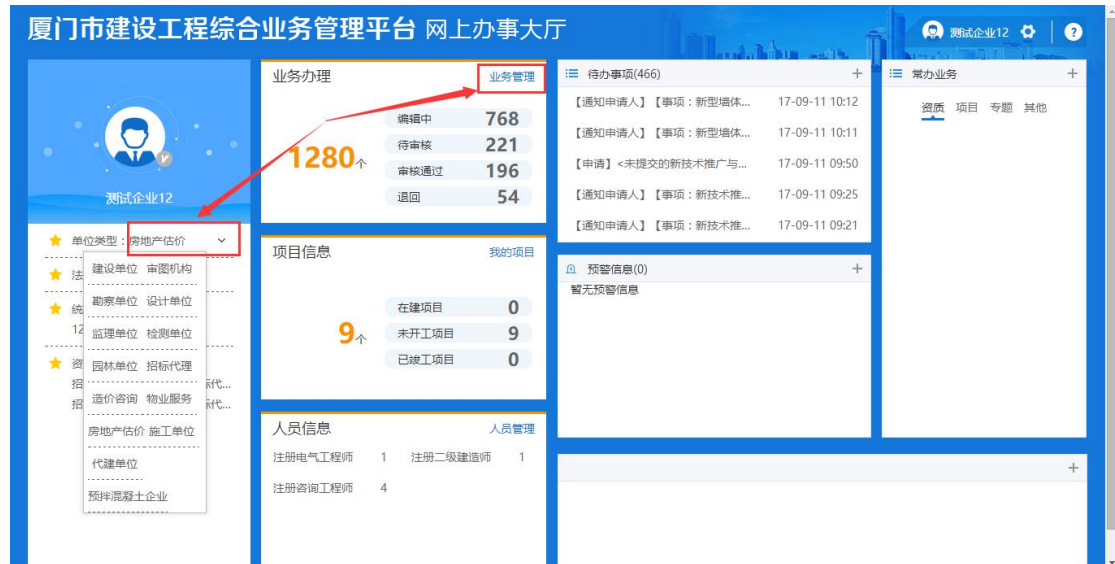 厦门市建设工程综合业务管理平台 网上办事大厅
测试企业12
?
测试企业12
单位类型：房地产估价
法
统
12
资
招
标代...
招
标代...
建设单位 审图机构
勘察单位 设计单位
监理单位 检测单位
园林单位 招标代理
造价咨询 物业服务
房地产估价 施工单位
代建单位
预拌混凝土企业
业务办理
业务管理
1280个
编辑中 768
待审核 221
审核通过 196
退回 54
项目信息
我的项目
9个
在建项目 0
未开工项目 9
已竣工项目 0
人员信息
人员管理
注册电气工程师 1 注册二级建造师 1
注册咨询工程师 4
待办事项(466) +
【通知申请人】【事项：新型墙体... 17-09-11 10:12
【通知申请人】【事项：新型墙体... 17-09-11 10:11
【申请】<未提交的新技术推广与... 17-09-11 09:50
【通知申请人】【事项：新技术推... 17-09-11 09:25
【通知申请人】【事项：新技术推... 17-09-11 09:21
预警信息(0) +
暂无预警信息
常办业务 +
资质 项目 专题 其他
+